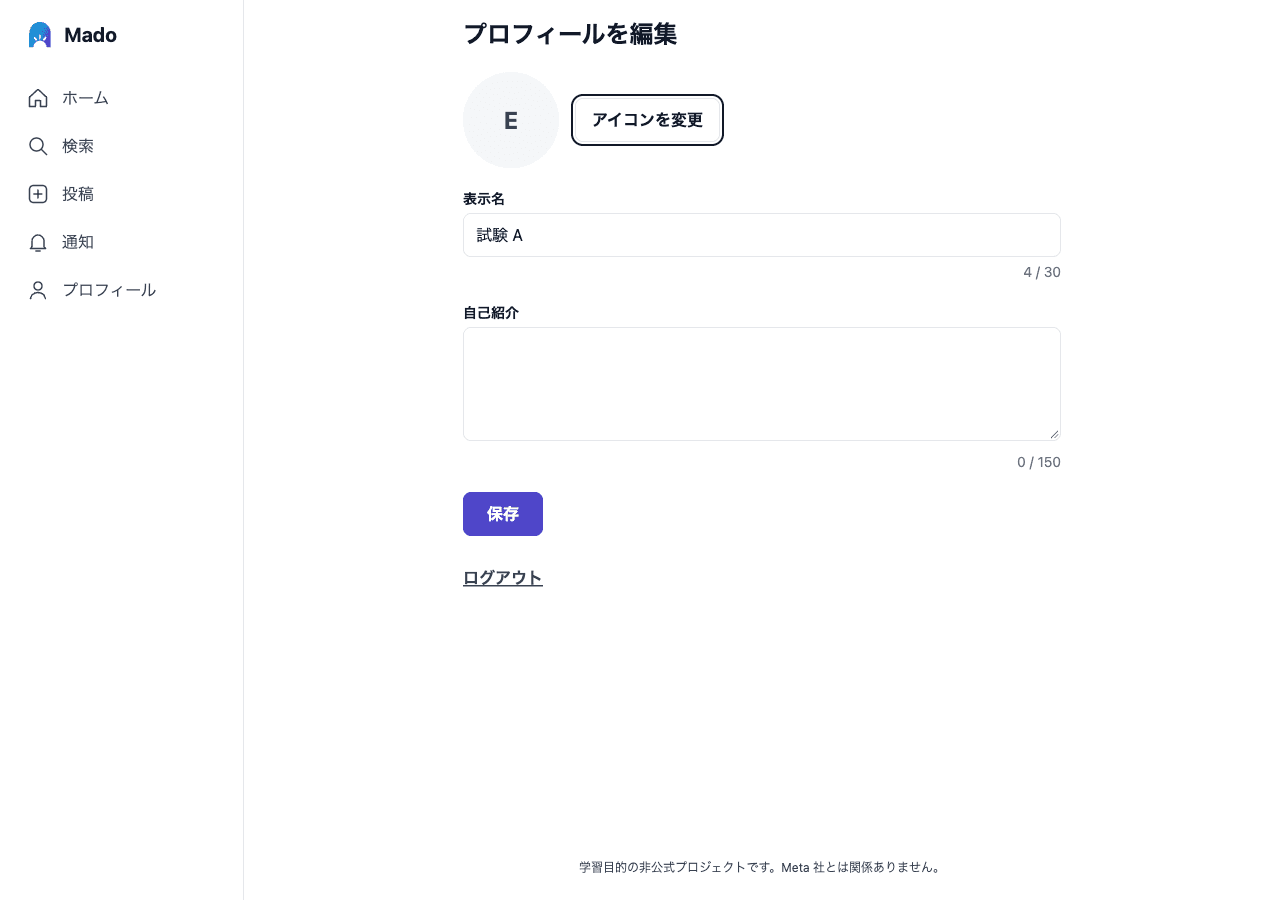 Mado
ホーム
検索
投稿
通知
プロフィール
プロフィールを編集
E
アイコンを変更
表示名
試験 A
4 / 30
自己紹介
0 / 150
保存
ログアウト
学習目的の非公式プロジェクトです。Meta 社とは関係ありません。